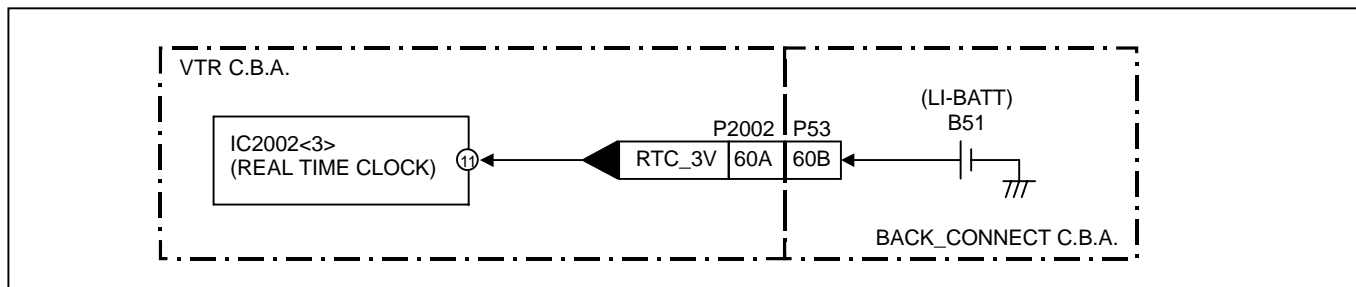 VTR C.B.A.
(LI-BATT)
B51
P2002 P53
IC2002<3>
(REAL TIME CLOCK)
11
RTC_3V 60A 60B
BACK_CONNECT C.B.A.